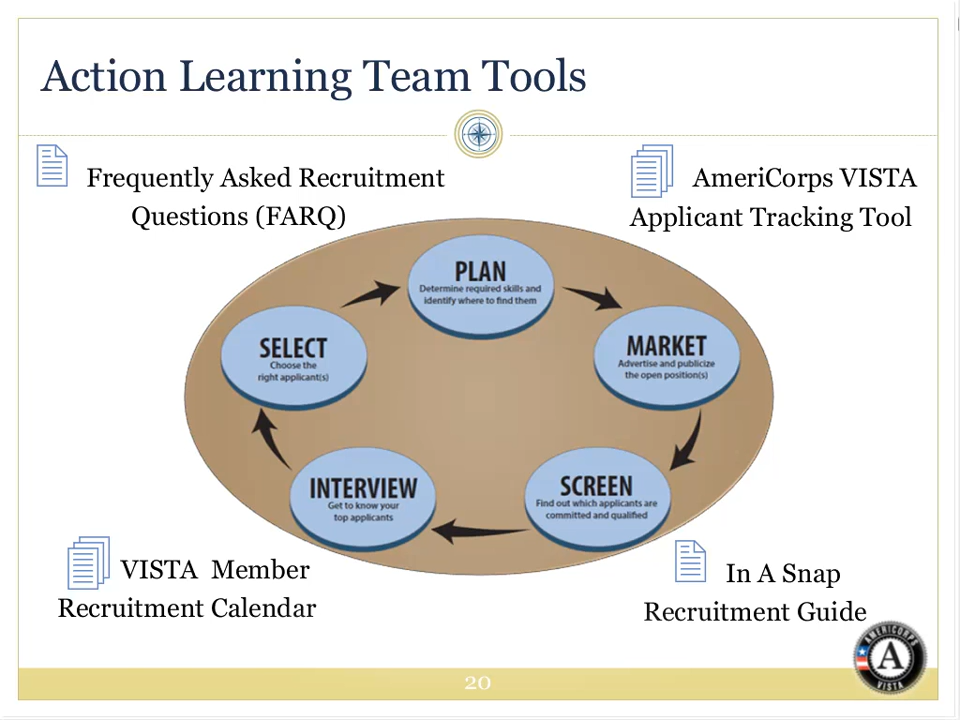 Action Learning Team Tools
Frequently Asked Recruitment
Questions (FARQ)
AmeriCorps VISTA
Applicant Tracking Tool
PLAN
Determine required skills and
identify where to find them
MARKET
Advertise and publicize
the open position(s)
SCREEN
Find out which applicants are
committed and qualified
INTERVIEW
Get to know your
top applicants
SELECT
Choose the
right applicant(s)
VISTA Member
Recruitment Calendar
In A Snap
Recruitment Guide
AMERICORPS
A
VISTA
20